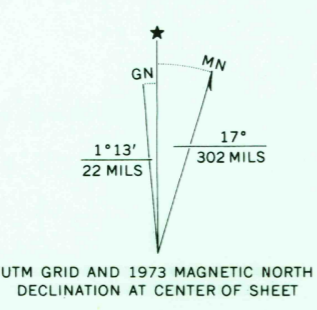 ★
GN
MN
1°13′
22 MILS
17°
302 MILS
UTM GRID AND 1973 MAGNETIC NORTH
DECLINATION AT CENTER OF SHEET